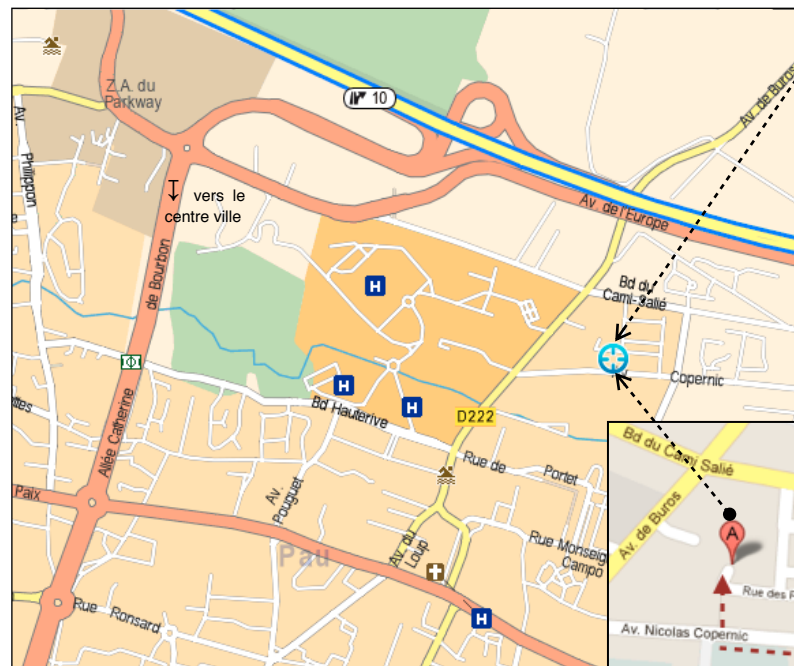 Z.A. du
Parkway
10
Av. de Buros
Av.
Philippon
vers le
centre ville
Av. de l'Europe
de Bourbon
Bd du
Cami-Salié
H
Copernic
H
H
Bd Hauterive
D222
Allée Catherine
Rue de Portet
Bd du Cami Salié
Paix
Av.
Pouguet
Av. de Buros
A
Av. du
Loup
Pau
Rue Monseig
Campo
Rue des
Rue Ronsard
H
Av. Nicolas Copernic